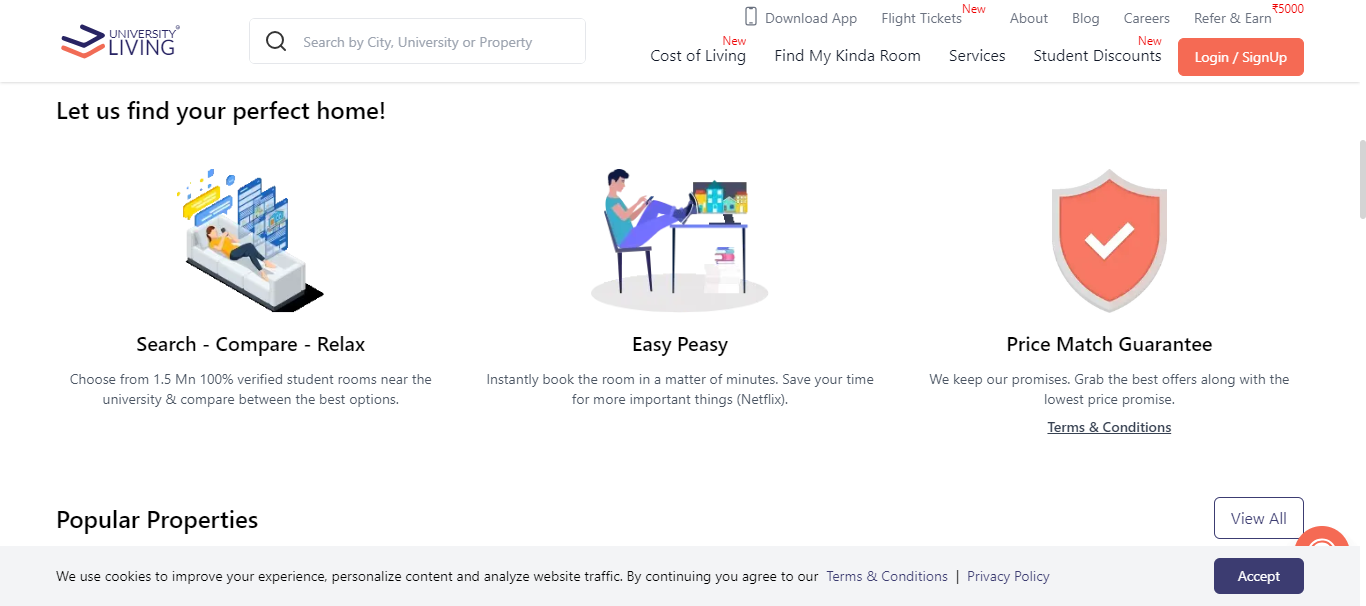 UNIVERSITY®
LIVING
Search by City, University or Property
Download App
Flight Tickets
New
About
Blog
Careers
Refer & Earn
₹5000
Cost of Living
New
Find My Kinda Room
Services
Student Discounts
New
Login / SignUp
Let us find your perfect home!
Search - Compare - Relax
Choose from 1.5 Mn 100% verified student rooms near the
university & compare between the best options.
Easy Peasy
Instantly book the room in a matter of minutes. Save your time
for more important things (Netflix).
Price Match Guarantee
We keep our promises. Grab the best offers along with the
lowest price promise.
Terms & Conditions
Popular Properties
View All
We use cookies to improve your experience, personalize content and analyze website traffic. By continuing you agree to our Terms & Conditions | Privacy Policy
Accept